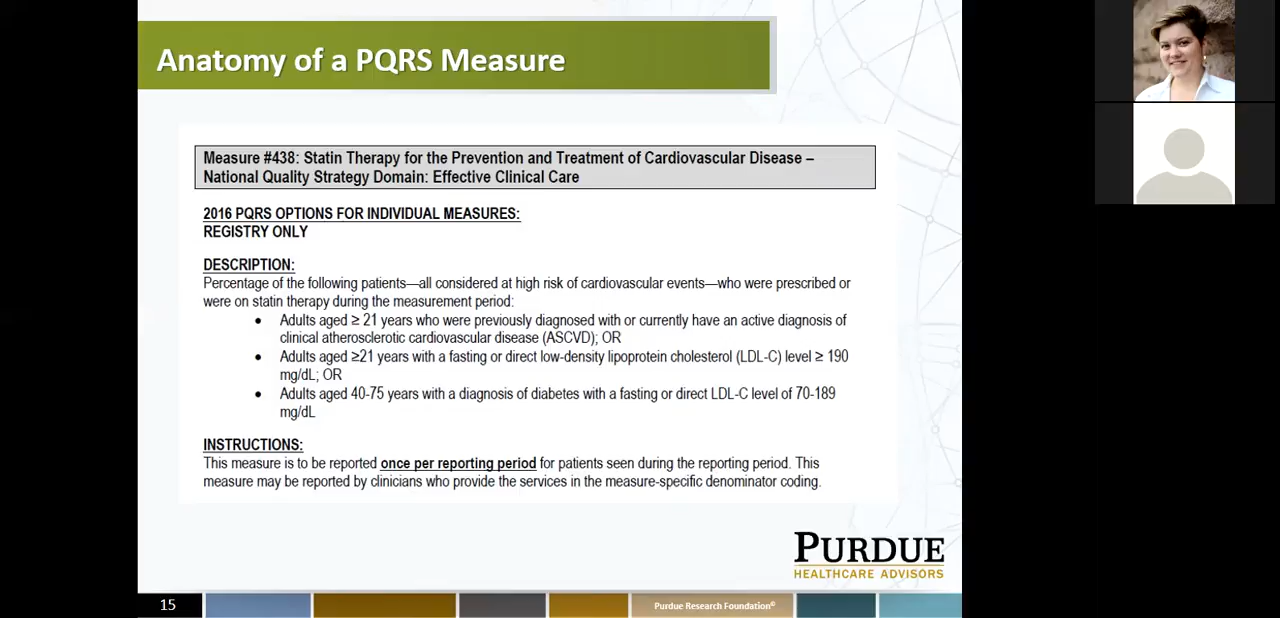 Anatomy of a PQRS Measure
Measure #438: Statin Therapy for the Prevention and Treatment of Cardiovascular Disease –
National Quality Strategy Domain: Effective Clinical Care
2016 PQRS OPTIONS FOR INDIVIDUAL MEASURES:
REGISTRY ONLY
DESCRIPTION:
Percentage of the following patients—all considered at high risk of cardiovascular events—who were prescribed or
were on statin therapy during the measurement period:
• Adults aged ≥ 21 years who were previously diagnosed with or currently have an active diagnosis of
clinical atherosclerotic cardiovascular disease (ASCVD); OR
• Adults aged ≥21 years with a fasting or direct low-density lipoprotein cholesterol (LDL-C) level ≥ 190
mg/dL; OR
• Adults aged 40-75 years with a diagnosis of diabetes with a fasting or direct LDL-C level of 70-189
mg/dL
INSTRUCTIONS:
This measure is to be reported once per reporting period for patients seen during the reporting period. This
measure may be reported by clinicians who provide the services in the measure-specific denominator coding.
PURDUE
HEALTHCARE ADVISORS
15
Purdue Research Foundation©